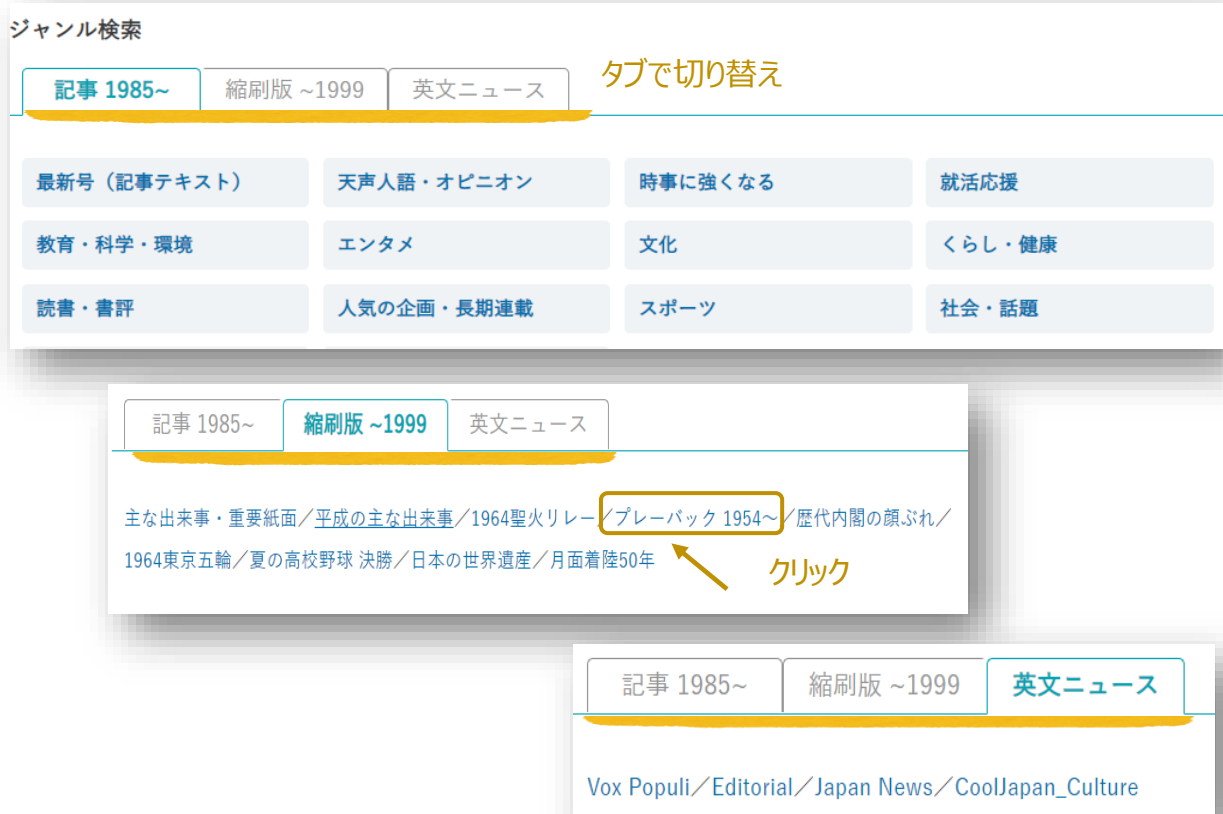 ジャンル検索
記事 1985~ 縮刷版 ~1999 英文ニュース タブで切り替え
最新号（記事テキスト） 天声人語・オピニオン 時事に強くなる 就活応援
教育・科学・環境 エンタメ 文化 くらし・健康
読書・書評 人気の企画・長期連載 スポーツ 社会・話題
記事 1985~ 縮刷版 ~1999 英文ニュース
主な出来事・重要紙面／平成の主な出来事／1964聖火リレー／プレーバック 1954～／歴代内閣の顔ぶれ／
1964東京五輪／夏の高校野球 決勝／日本の世界遺産／月面着陸50年
クリック
記事 1985~ 縮刷版 ~1999 英文ニュース
Vox Populi／Editorial／Japan News／CoolJapan_Culture